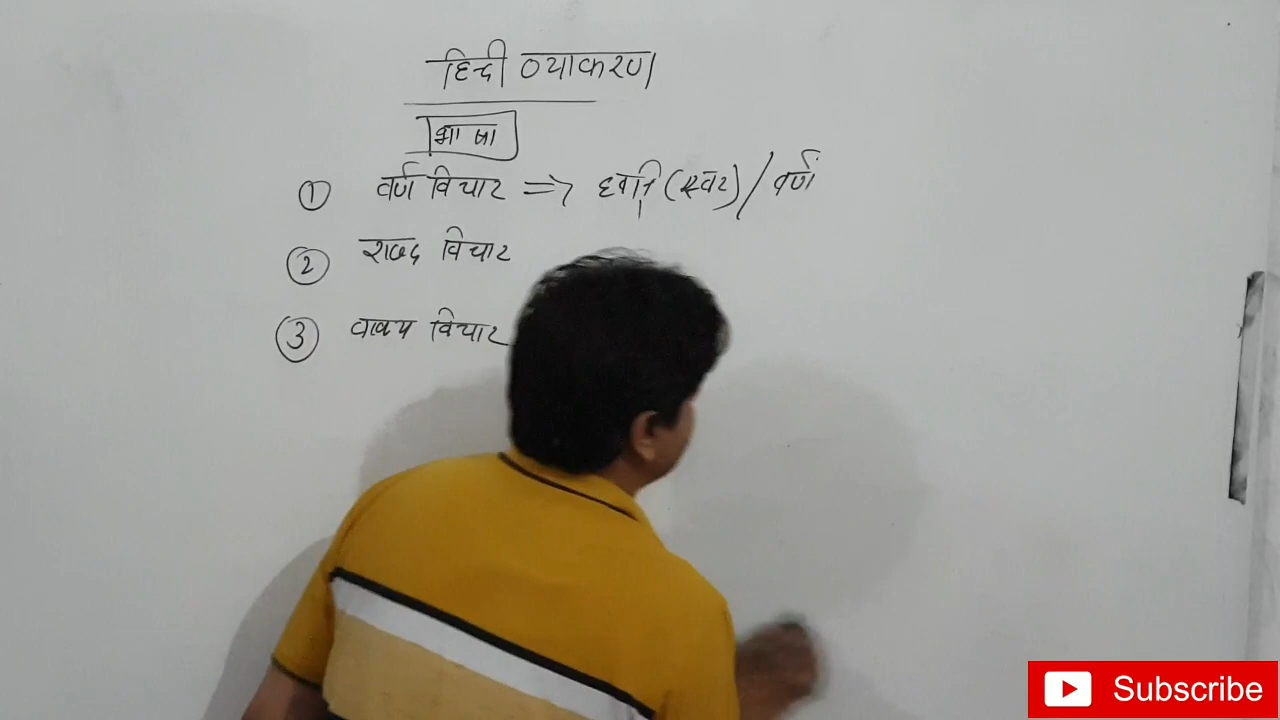 हिन्दी व्याकरण
भाषा
① वर्ण विचार => ध्वनि (स्वर) / वर्ण
② शब्द विचार
③ वाक्य विचार
Subscribe